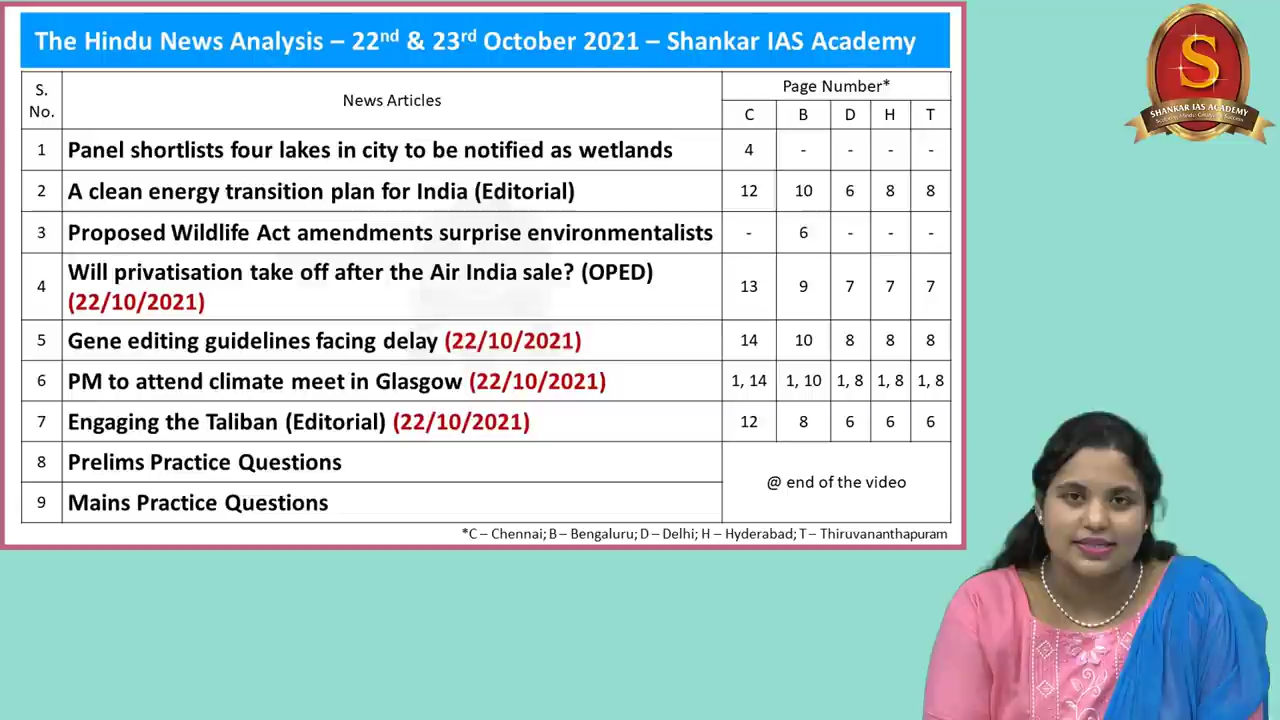 The Hindu News Analysis – 22nd & 23rd October 2021 – Shankar IAS Academy
S. No. News Articles Page Number*
C B D H T
1 Panel shortlists four lakes in city to be notified as wetlands 4 - - - -
2 A clean energy transition plan for India (Editorial) 12 10 6 8 8
3 Proposed Wildlife Act amendments surprise environmentalists - 6 - - -
4 Will privatisation take off after the Air India sale? (OPED)
(22/10/2021) 13 9 7 7 7
5 Gene editing guidelines facing delay (22/10/2021) 14 10 8 8 8
6 PM to attend climate meet in Glasgow (22/10/2021) 1, 14 1, 10 1, 8 1, 8 1, 8
7 Engaging the Taliban (Editorial) (22/10/2021) 12 8 6 6 6
8 Prelims Practice Questions
9 Mains Practice Questions
@ end of the video
*C – Chennai; B – Bengaluru; D – Delhi; H – Hyderabad; T – Thiruvananthapuram
S
SHANKAR IAS ACADEMY